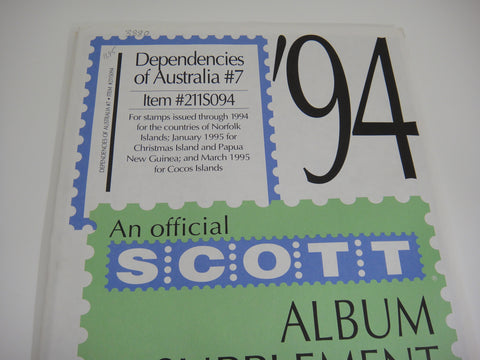 Dependencies
of Australia #7
Item #211S094
For stamps issued through 1994
for the countries of Norfolk
Islands; January 1995 for
Christmas Island and Papua
New Guinea; and March 1995
for Cocos Islands
'94
An official
SCOTT
ALBUM
SUPPLEMENT